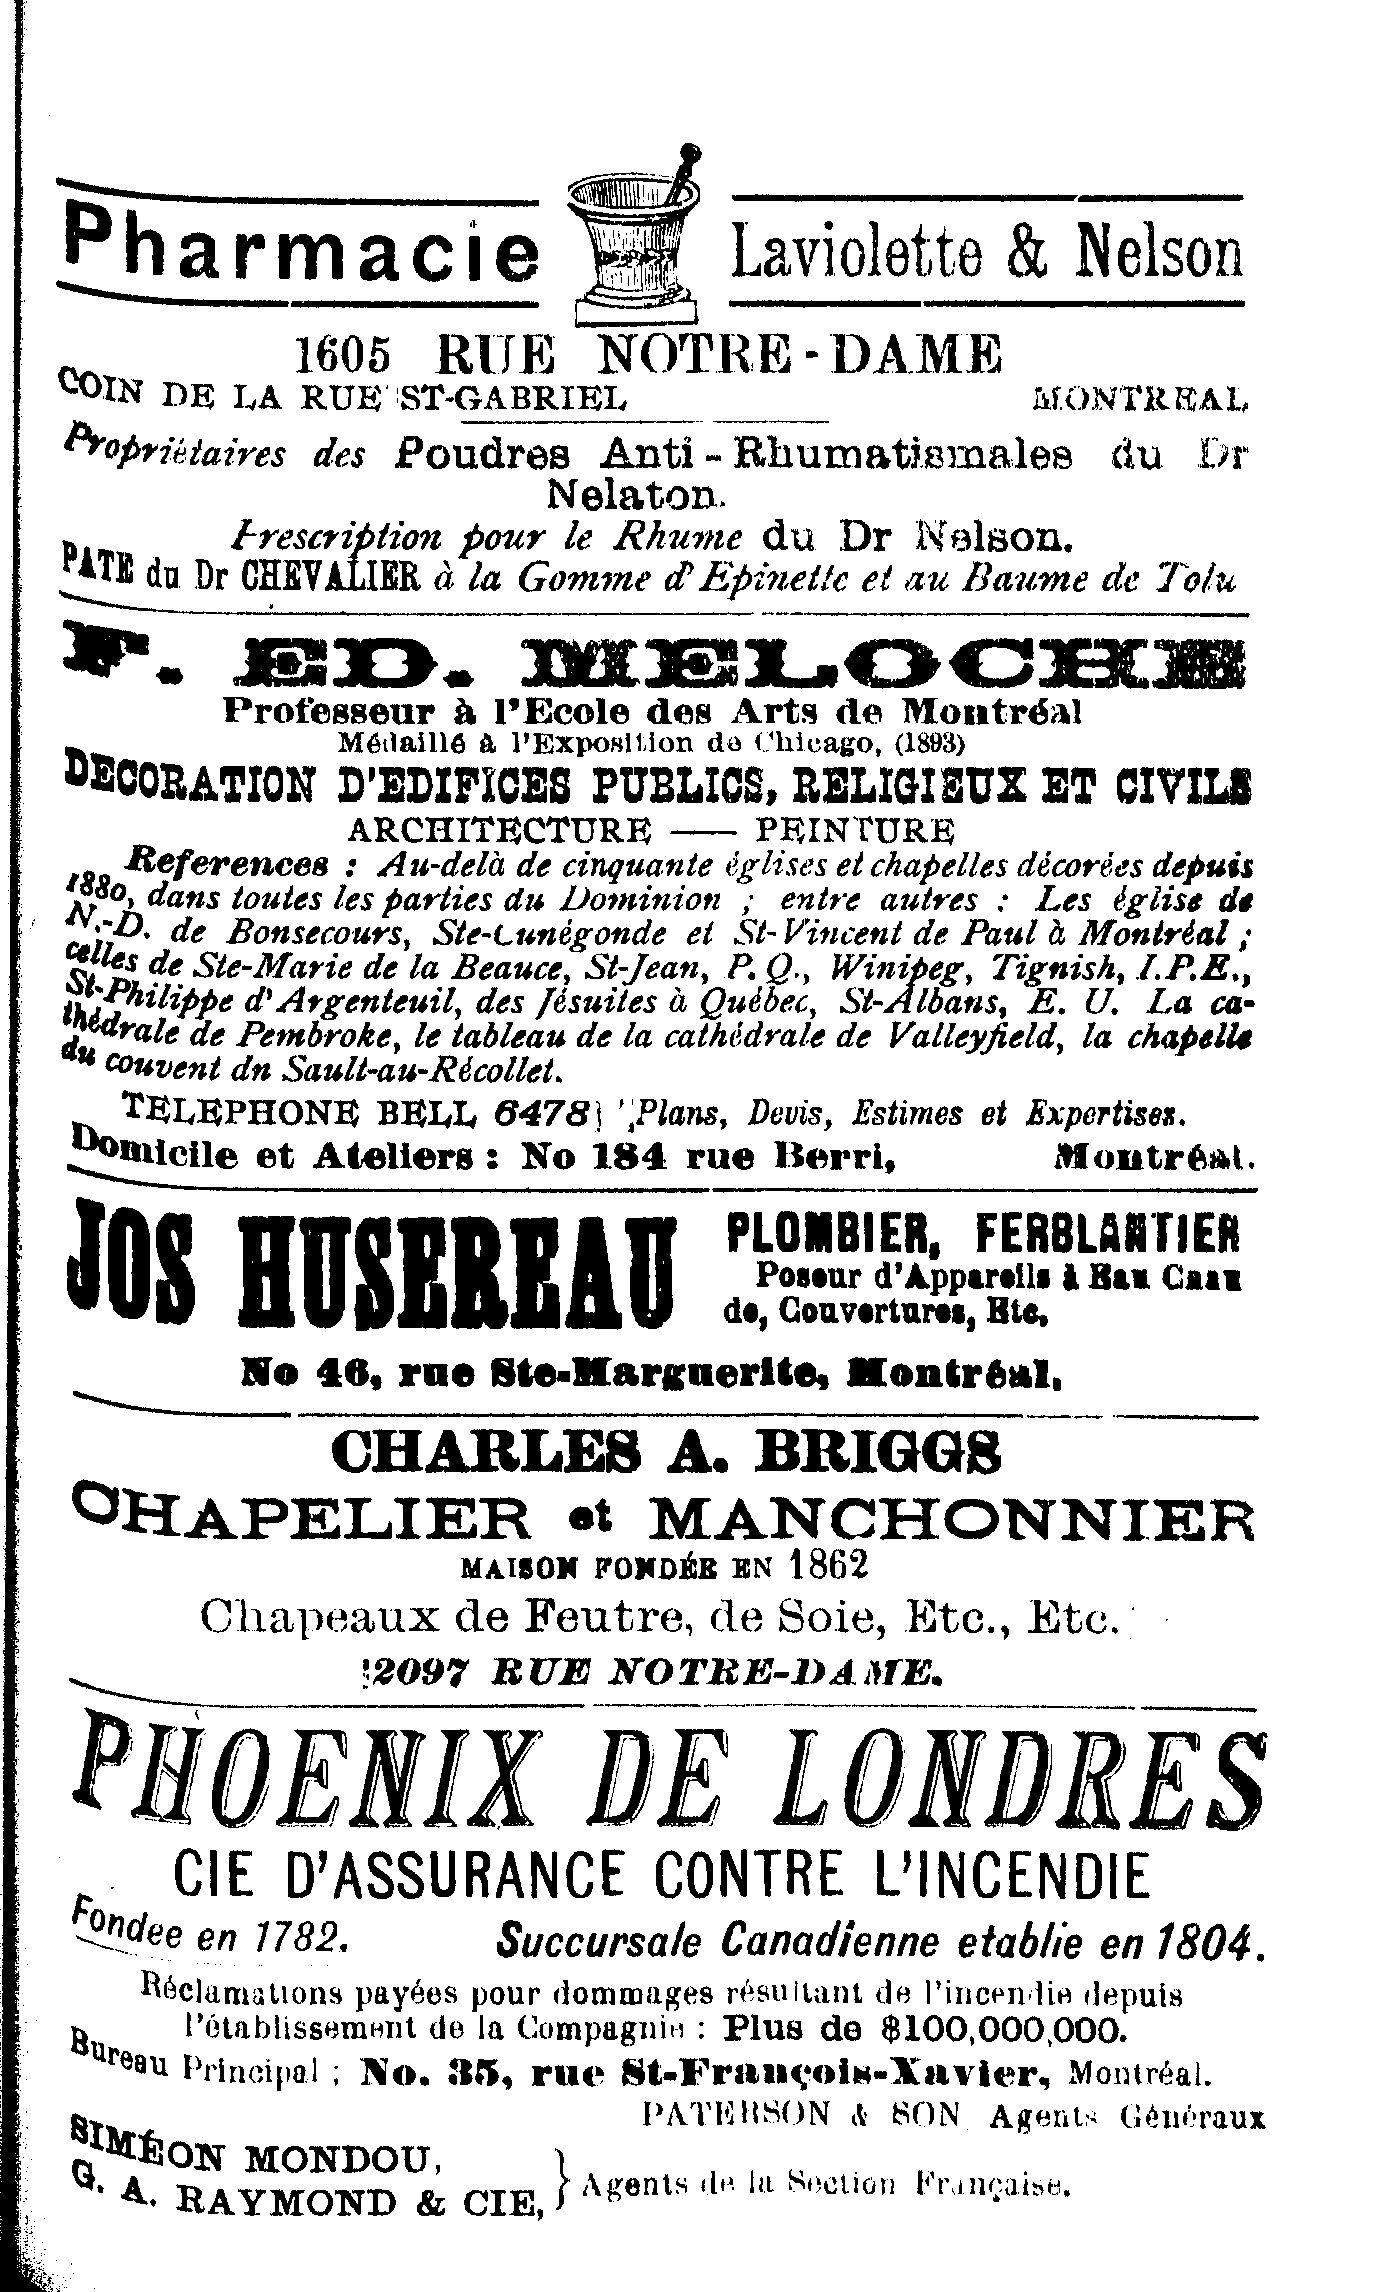 Pharmacie Laviolette & Nelson
1605 RUE NOTRE-DAME
COIN DE LA RUE ST-GABRIEL MONTREAL
Propriétaires des Poudres Anti-Rhumatismales du Dr
Nelaton.
Prescription pour le Rhume du Dr Nelson.
PATE du Dr CHEVALIER à la Gomme d'Epinette et au Baume de Tolu
F. ED. MELOCHE
Professeur à l'Ecole des Arts de Montréal
Médaillé à l'Exposition de Chicago, (1893)
DECORATION D'EDIFICES PUBLICS, RELIGIEUX ET CIVILS
ARCHITECTURE — PEINTURE
References : Au-delà de cinquante églises et chapelles décorées depuis
1880, dans toutes les parties du Dominion ; entre autres : Les église de
N.-D. de Bonsecours, Ste-Cunégonde et St-Vincent de Paul à Montréal ;
celles de Ste-Marie de la Beauce, St-Jean, P. Q., Winipeg, Tignish, I.P.E.,
St-Philippe d'Argenteuil, des Jésuites à Québec, St-Albans, E. U. La ca-
thédrale de Pembroke, le tableau de la cathédrale de Valleyfield, la chapelle
du couvent dn Sault-au-Récollet.
TELEPHONE BELL 6478 Plans, Devis, Estimes et Expertises.
Domicile et Ateliers : No 184 rue Berri, Montréal.
JOS HUSEREAU PLOMBIER, FERBLANTIER
Poseur d'Appareils à Eau Chau
de, Couvertures, Etc,
No 46, rue Ste-Marguerite, Montréal.
CHARLES A. BRIGGS
CHAPELIER et MANCHONNIER
MAISON FONDÉE EN 1862
Chapeaux de Feutre, de Soie, Etc., Etc.
2097 RUE NOTRE-DAME.
PHOENIX DE LONDRES
CIE D'ASSURANCE CONTRE L'INCENDIE
Fondee en 1782. Succursale Canadienne etablie en 1804.
Réclamations payées pour dommages résultant de l'incendie depuis
l'établissement de la Compagnie : Plus de $100,000,000.
Bureau Principal ; No. 35, rue St-François-Xavier, Montréal.
PATERSON & SON Agents Généraux
SIMÉON MONDOU,
G. A. RAYMOND & CIE, } Agents de la Section Française.